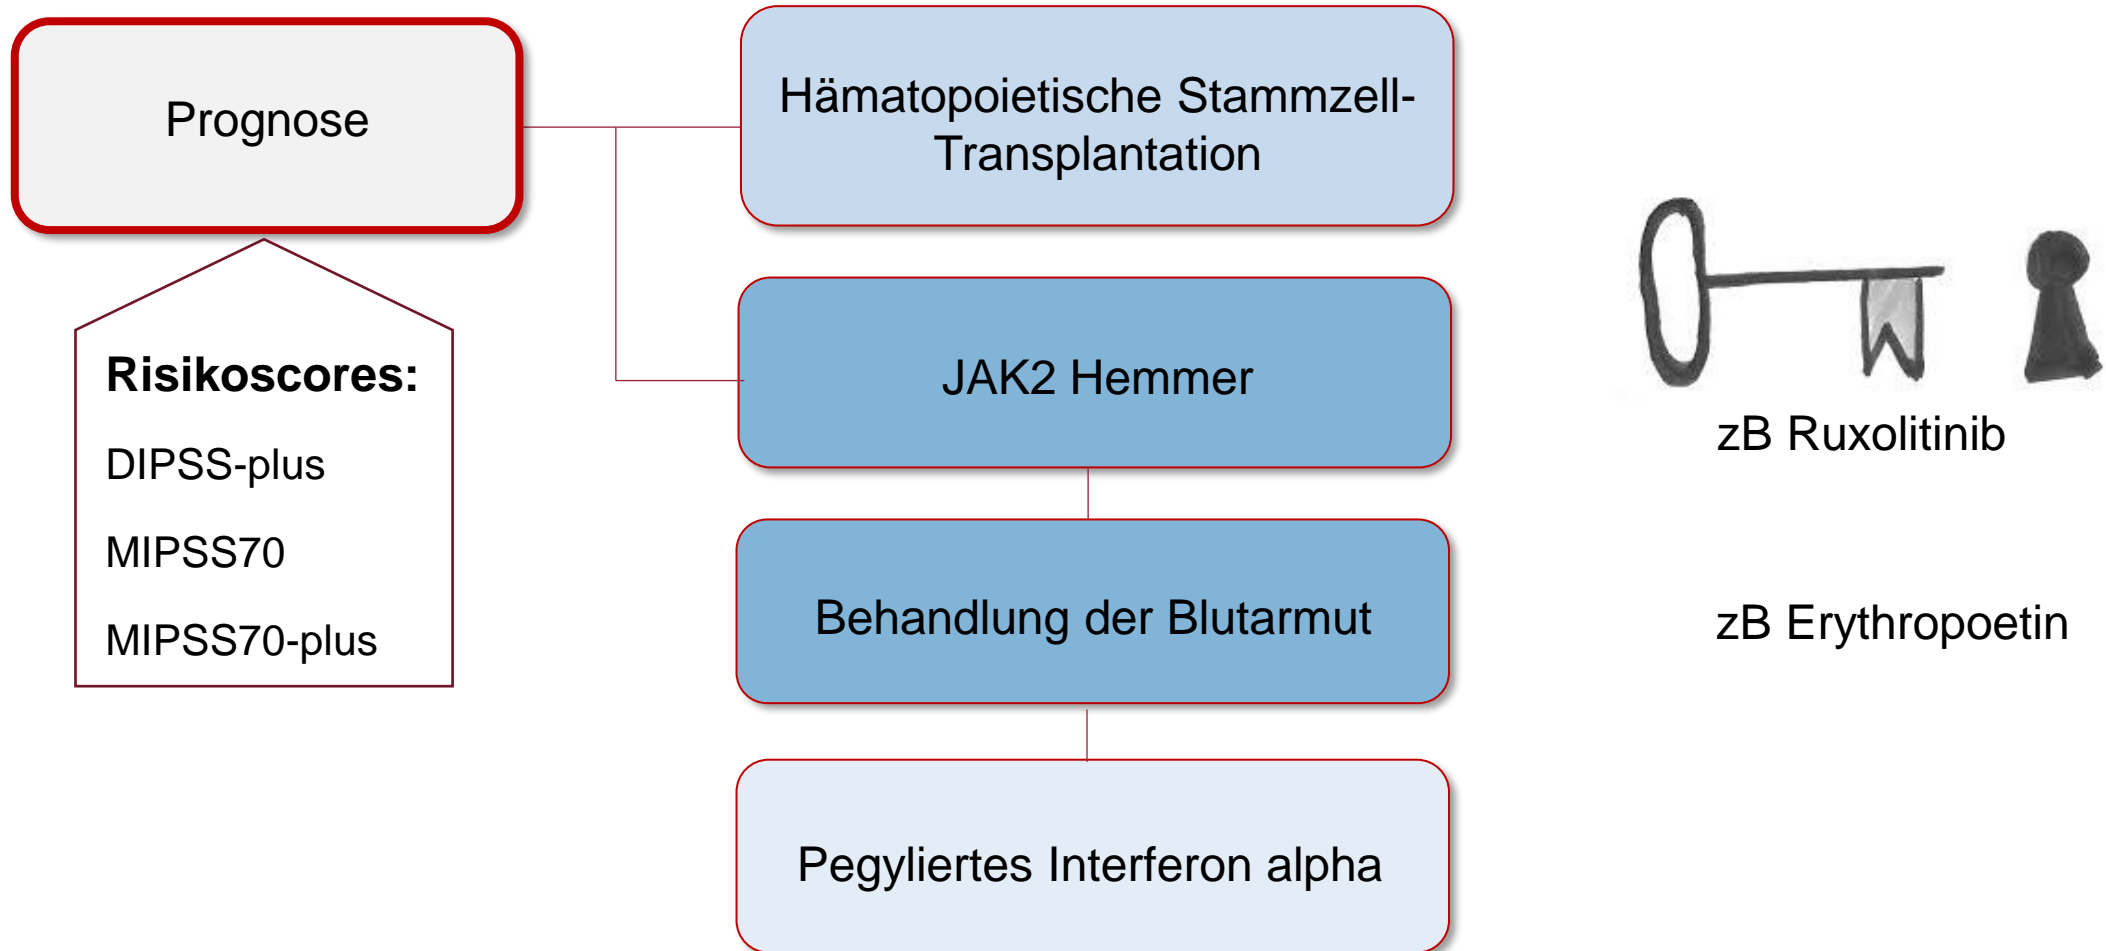 Prognose
Risikoscores:
DIPSS-plus
MIPSS70
MIPSS70-plus
Hämatopoietische Stammzell-
Transplantation
JAK2 Hemmer
zB Ruxolitinib
Behandlung der Blutarmut
zB Erythropoetin
Pegyliertes Interferon alpha